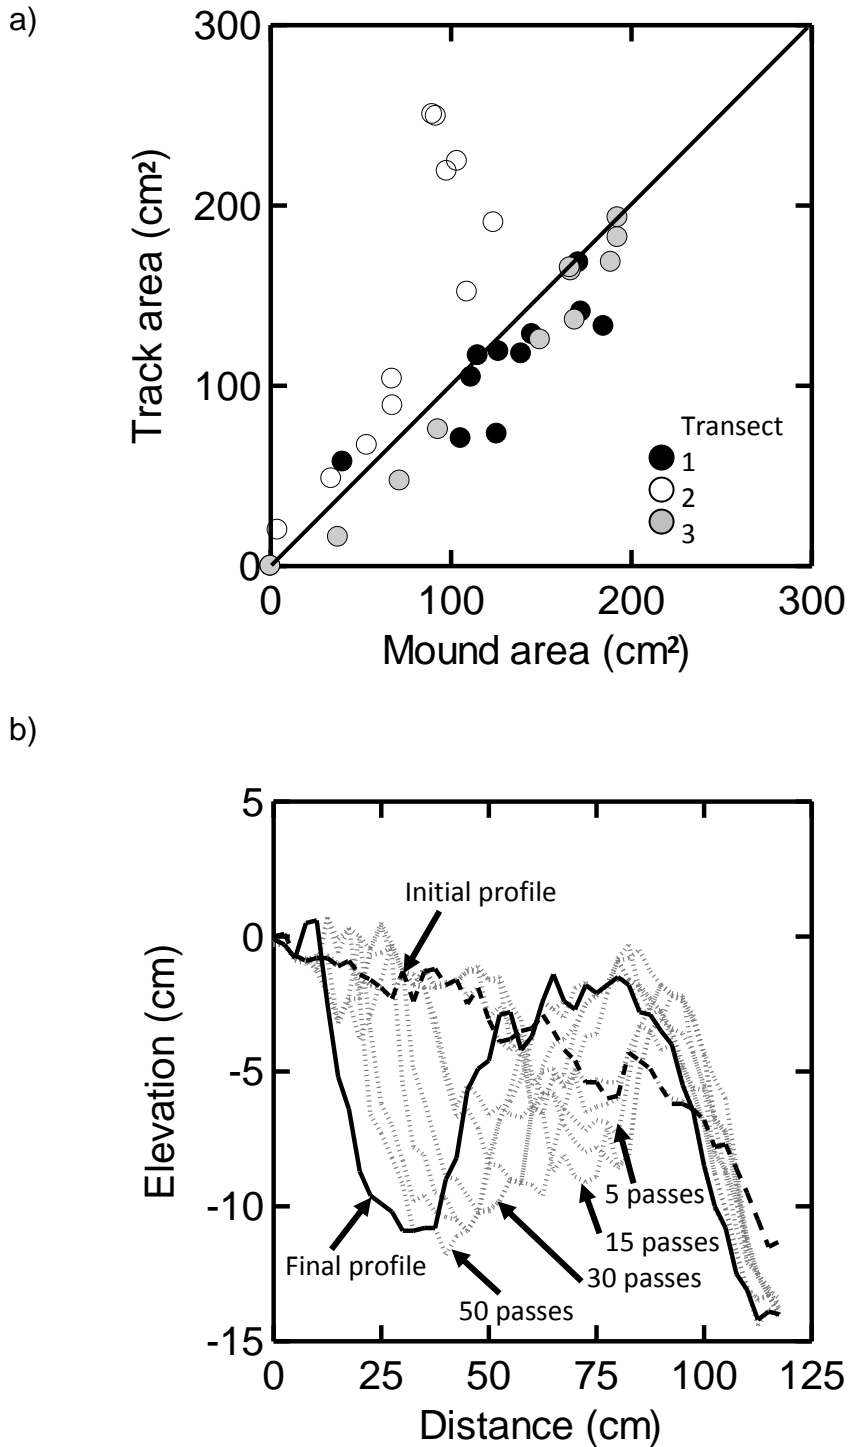 a)
300
200
100
0
Track area (cm²)
Transect
1
2
3
0 100 200 300
Mound area (cm²)
b)
5
0
-5
-10
-15
Elevation (cm)
Initial profile
5 passes
15 passes
Final profile
30 passes
50 passes
0 25 50 75 100 125
Distance (cm)